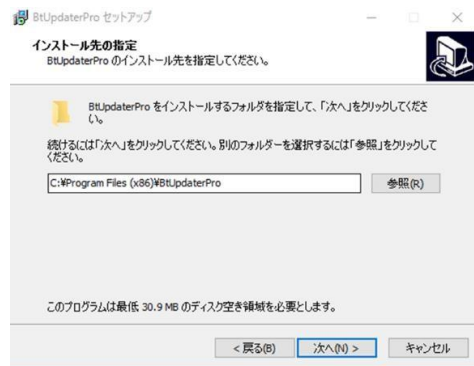 BtUpdaterPro セットアップ
インストール先の指定
BtUpdaterPro のインストール先を指定してください。
BtUpdaterPro をインストールするフォルダを指定して、「次へ」をクリックしてくださ
い。
続けるには「次へ」をクリックしてください。別のフォルダーを選択するには「参照」をクリックして
ください。
C:¥Program Files (x86)¥BtUpdaterPro
参照(R)
このプログラムは最低 30.9 MB のディスク空き領域を必要とします。
< 戻る(B) 次へ(N) > キャンセル